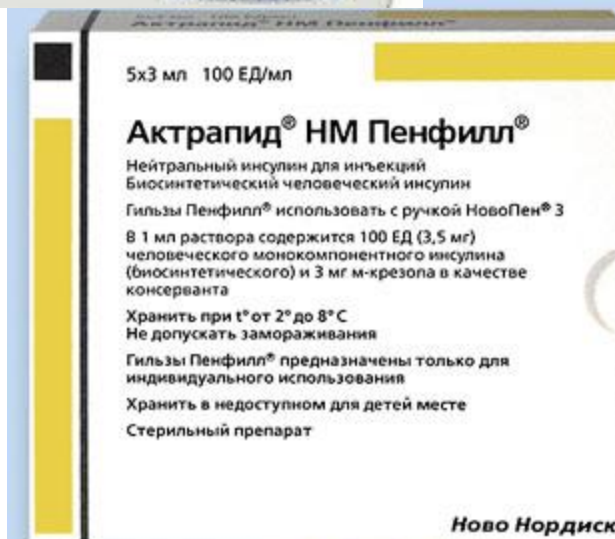 Актрапид® НМ Пенфилл®
5х3 мл 100 ЕД/мл
Актрапид® НМ Пенфилл®
Нейтральный инсулин для инъекций
Биосинтетический человеческий инсулин
Гильзы Пенфилл® использовать с ручкой НовоПен® 3
В 1 мл раствора содержится 100 ЕД (3,5 мг)
человеческого монокомпонентного инсулина
(биосинтетического) и 3 мг м-крезола в качестве
консерванта
Хранить при t° от 2° до 8° С
Не допускать замораживания
Гильзы Пенфилл® предназначены только для
индивидуального использования
Хранить в недоступном для детей месте
Стерильный препарат
Ново Нордиск